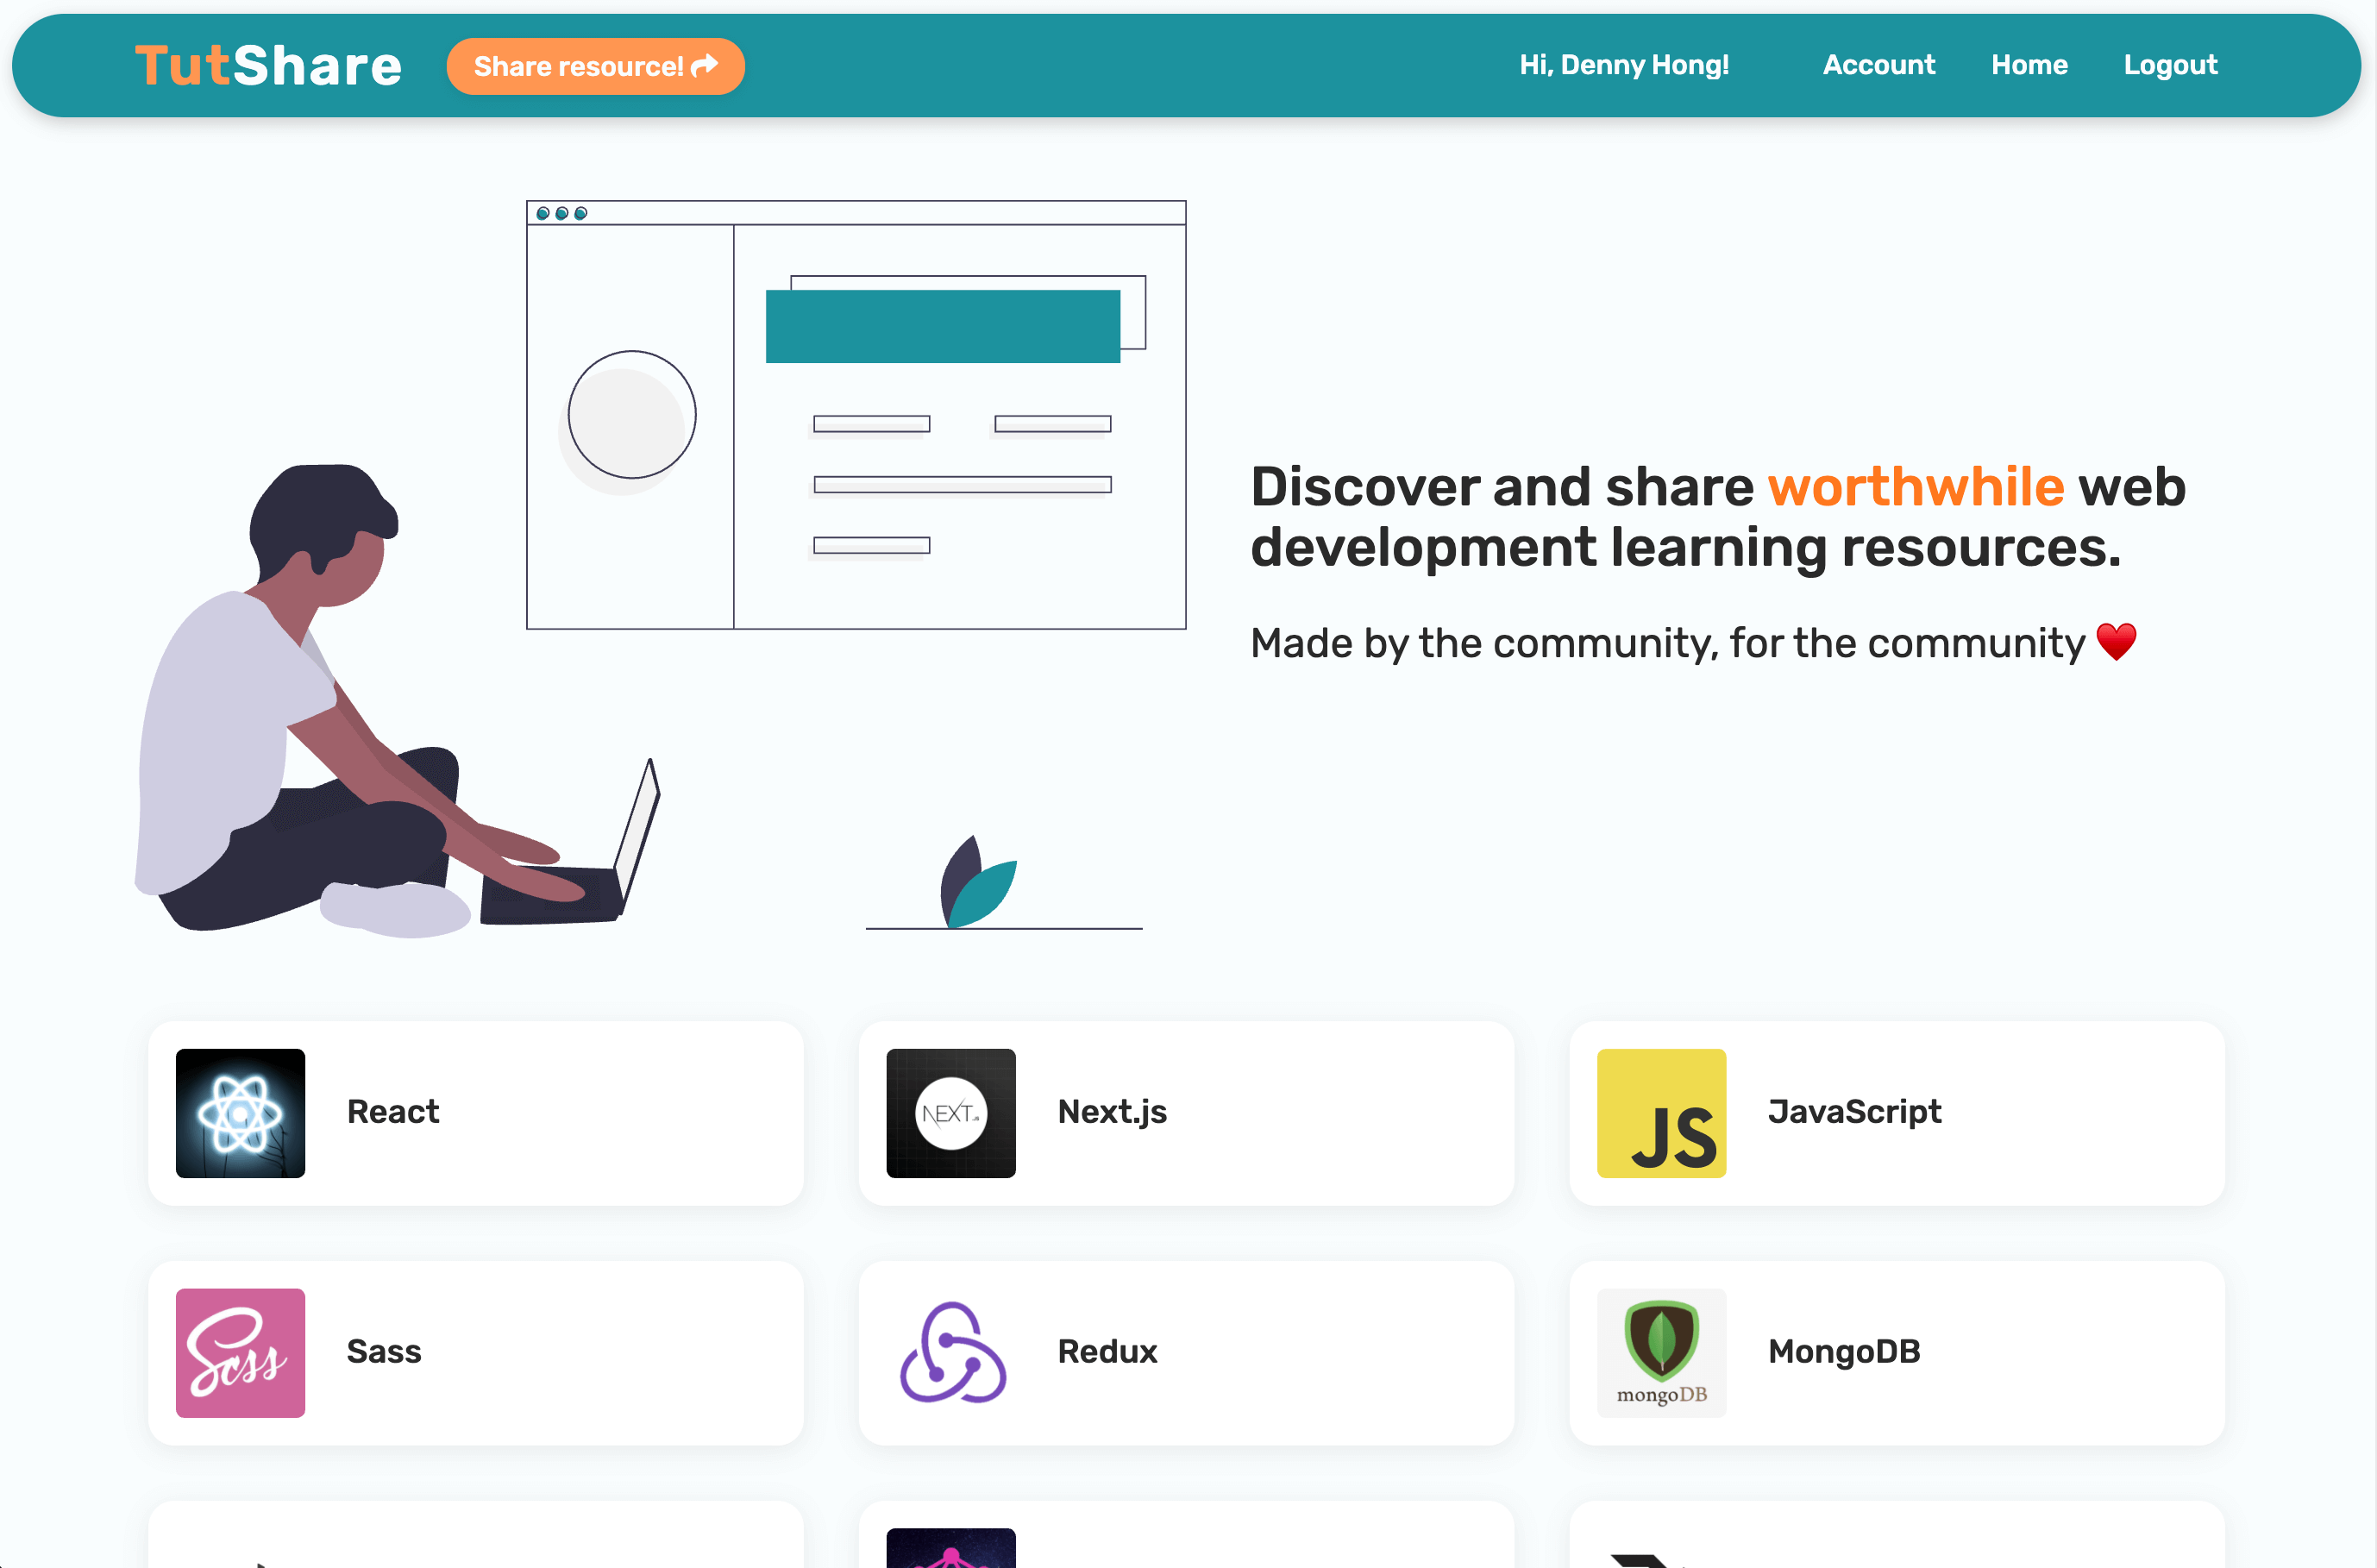 TutShare
Share resource!
Hi, Denny Hong!
Account
Home
Logout
Discover and share worthwhile web
development learning resources.
Made by the community, for the community
React
NEXT.JS
Next.js
JS
JavaScript
Sass
Sass
Redux
mongoDB
MongoDB